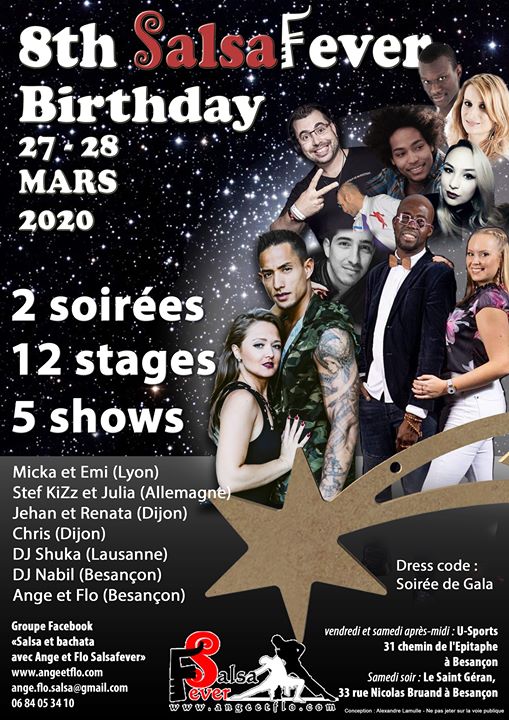 8th SalsaFever
Birthday
27 - 28
MARS
2020
2 soirées
12 stages
5 shows
Micka et Emi (Lyon)
Stef KiZz et Julia (Allemagne)
Jehan et Renata (Dijon)
Chris (Dijon)
DJ Shuka (Lausanne)
DJ Nabil (Besançon)
Ange et Flo (Besançon)
Dress code :
Soirée de Gala
Groupe Facebook
«Salsa et bachata
avec Ange et Flo Salsafever»
www.angeetflo.com
ange.flo.salsa@gmail.com
06 84 05 34 10
Salsa
Fever
www.angeetflo.com
vendredi et samedi après-midi : U-Sports
31 chemin de l'Epitaphe
à Besançon
Samedi soir : Le Saint Géran,
33 rue Nicolas Bruand à Besançon
Conception : Alexandre Lamulle - Ne pas jeter sur la voie publique